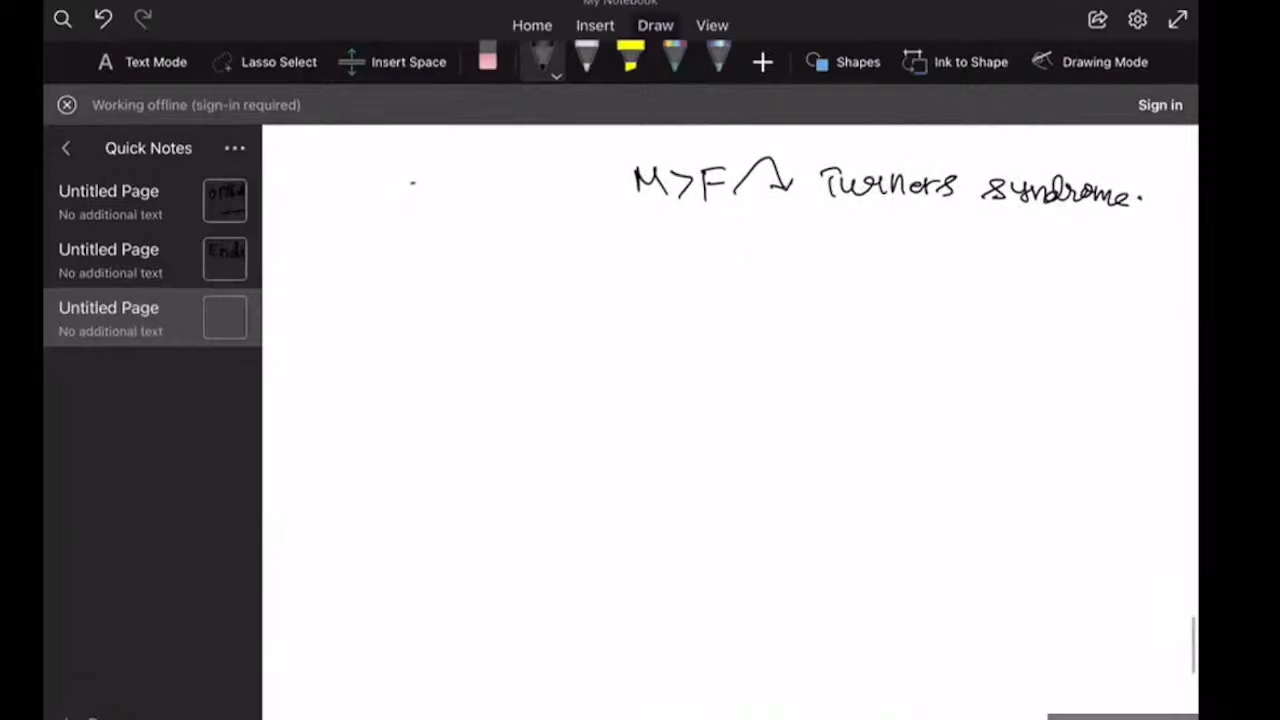 My Notebook
Home Insert Draw View
Text Mode Lasso Select Insert Space Shapes Ink to Shape Drawing Mode
Working offline (sign-in required) Sign in
Quick Notes
Untitled Page
No additional text
Untitled Page
No additional text
Untitled Page
No additional text
M>F Turners syndrome.